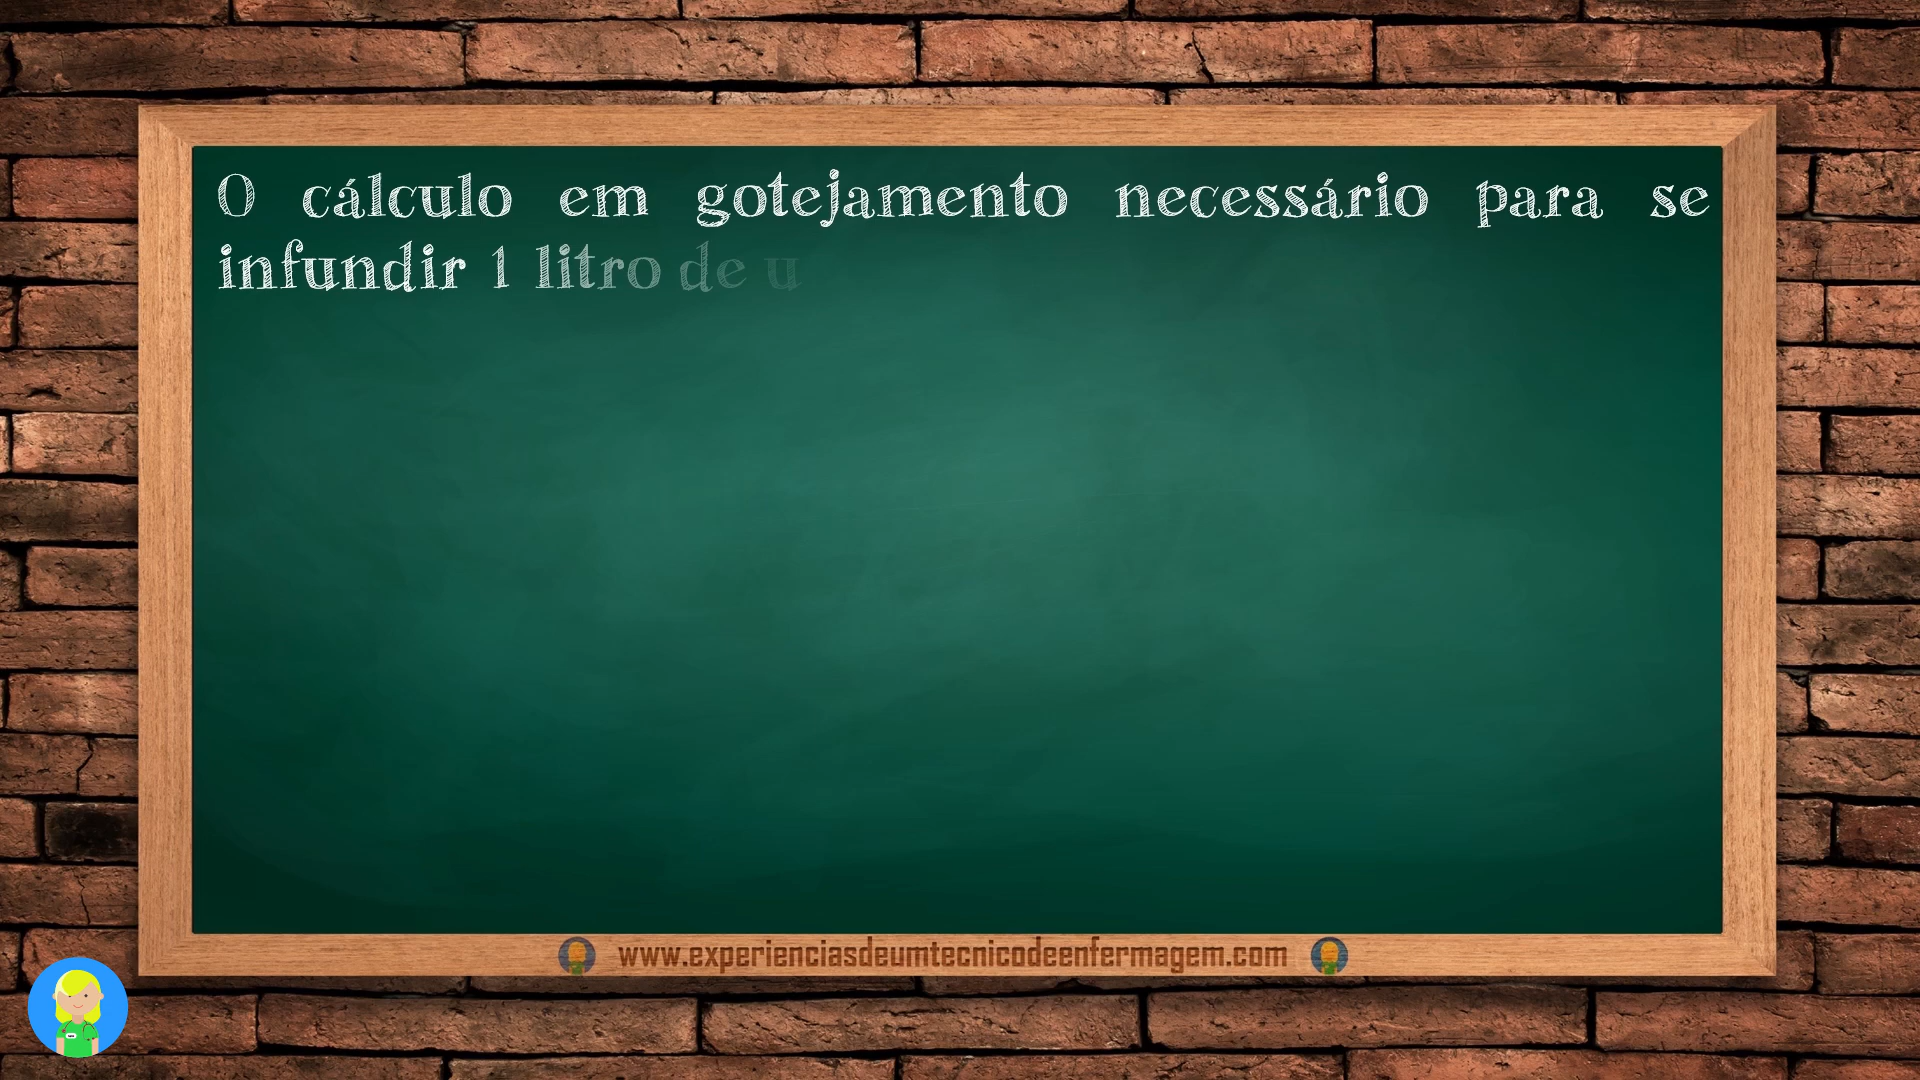 O cálculo em gotejamento necessário para se
infundir 1 litro de u
www.experienciasdeumtecnicodeenfermagem.com